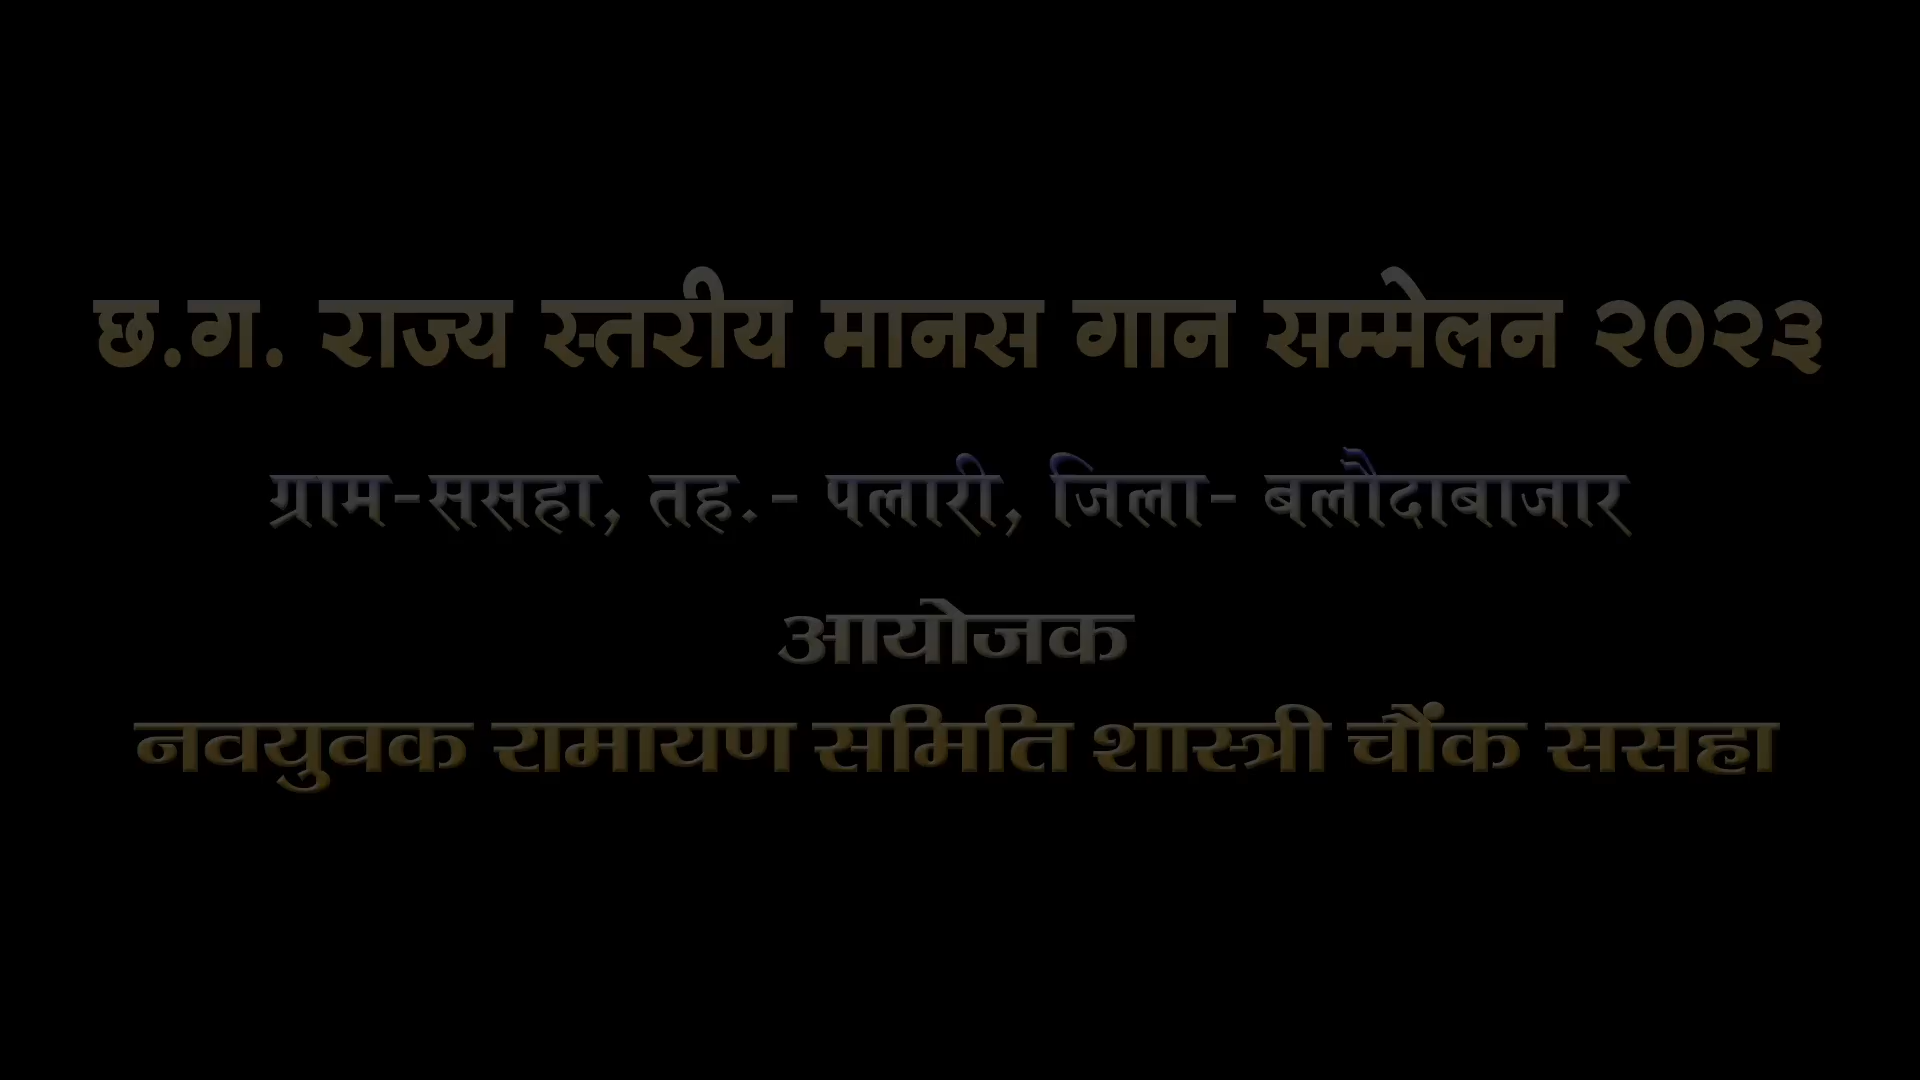 छ.ग. राज्य स्तरीय मानस गान सम्मेलन २०२३
ग्राम-ससहा, तह.- पलारी, जिला- बलौदाबाजार
आयोजक
नवयुवक रामायण समिति शास्त्री चौंक ससहा